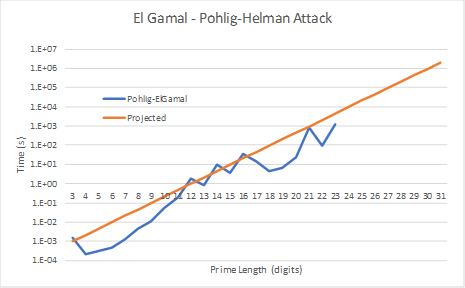 El Gamal - Pohlig-Helman Attack
1.E+07
1.E+06
1.E+05
1.E+04
1.E+03
1.E+02
1.E+01
1.E+00
1.E-01
1.E-02
1.E-03
1.E-04
Time (s)
Pohlig-ElGamal
Projected
3 4 5 6 7 8 9 10 11 12 13 14 15 16 17 18 19 20 21 22 23 24 25 26 27 28 29 30 31
Prime Length (digits)